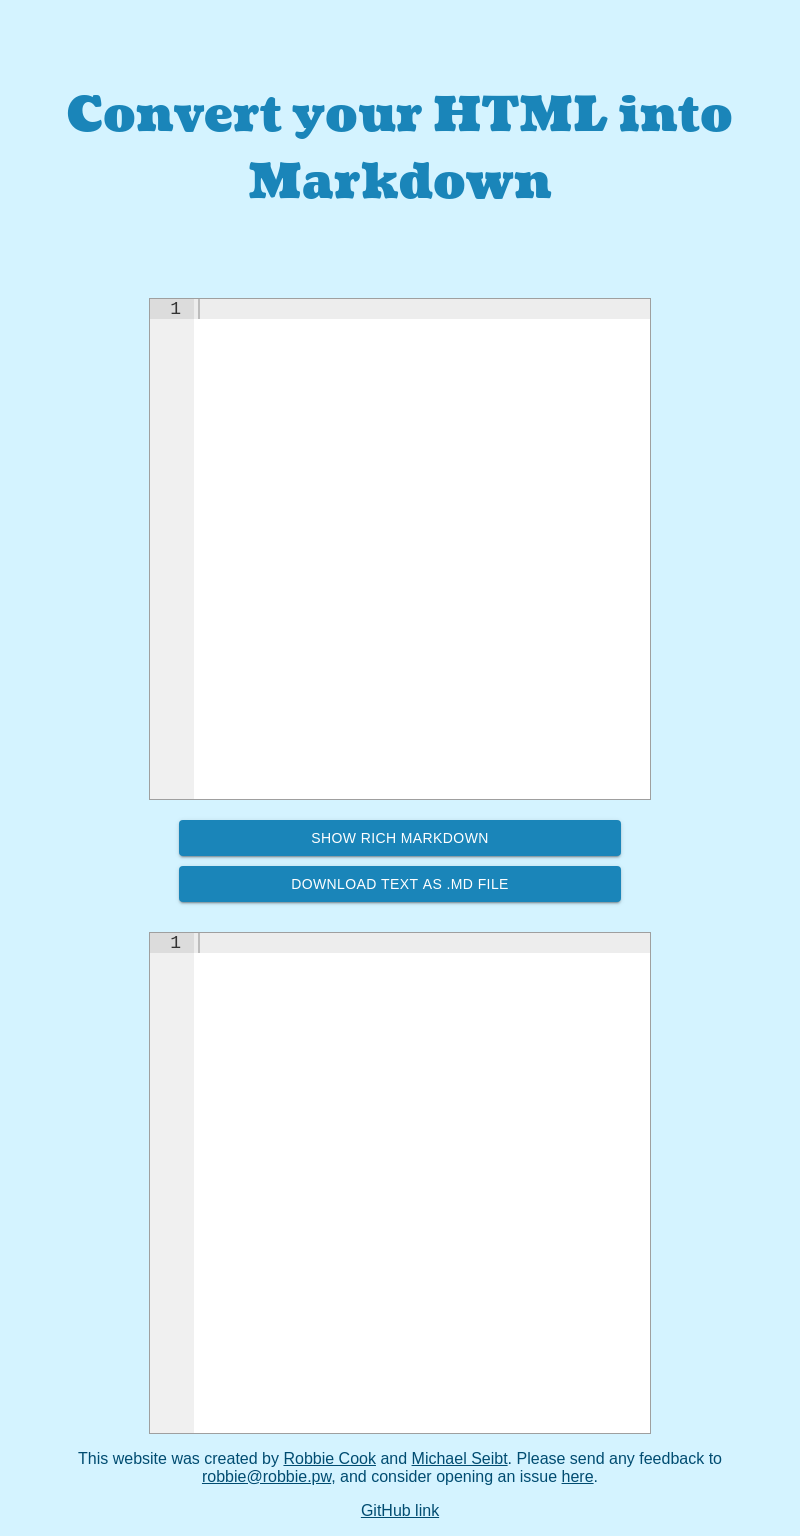 Convert your HTML into
Markdown
1
SHOW RICH MARKDOWN
DOWNLOAD TEXT AS .MD FILE
1
This website was created by Robbie Cook and Michael Seibt. Please send any feedback to
robbie@robbie.pw, and consider opening an issue here.
GitHub link